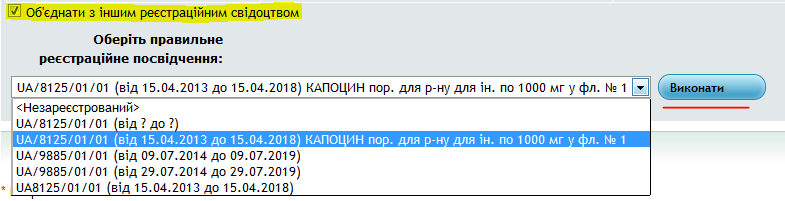 Об'єднати з іншим реєстраційним свідоцтвом
Оберіть правильне
реєстраційне посвідчення:
UA/8125/01/01 (від 15.04.2013 до 15.04.2018) КАПОЦИН пор. для р-ну для ін. по 1000 мг у фл. № 1
Виконати
<Незареєстрований>
UA/8125/01/01 (від ? до ?)
UA/8125/01/01 (від 15.04.2013 до 15.04.2018) КАПОЦИН пор. для р-ну для ін. по 1000 мг у фл. № 1
UA/9885/01/01 (від 09.07.2014 до 09.07.2019)
UA/9885/01/01 (від 29.07.2014 до 29.07.2019)
UA8125/01/01 (від 15.04.2013 до 15.04.2018)
*